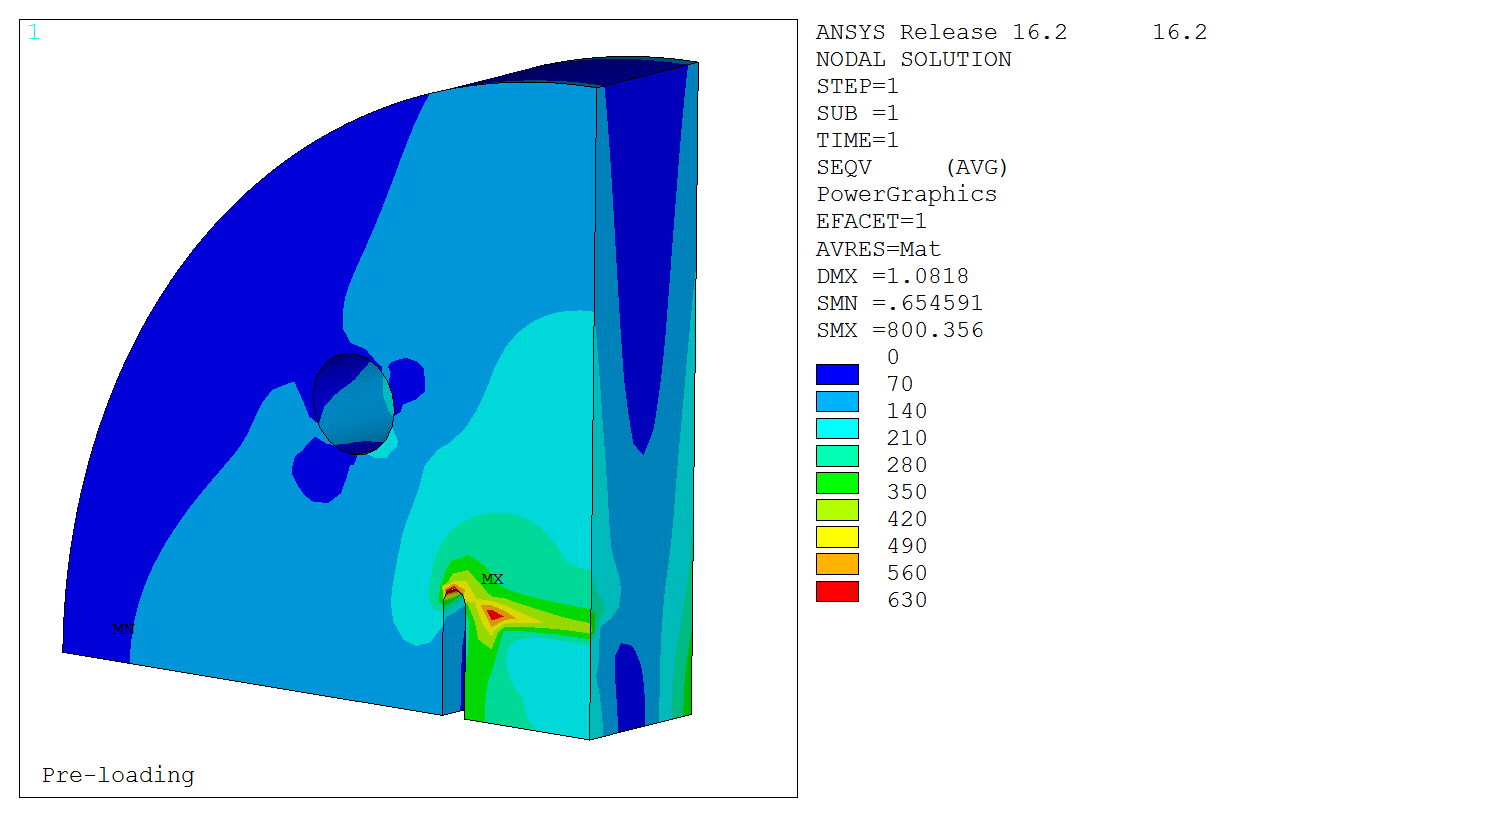 1
ANSYS Release 16.2 16.2
NODAL SOLUTION
STEP=1
SUB =1
TIME=1
SEQV (AVG)
PowerGraphics
EFACET=1
AVRES=Mat
DMX =1.0818
SMN =.654591
SMX =800.356
0
70
140
210
280
350
420
490
560
630
MX
MN
Pre-loading